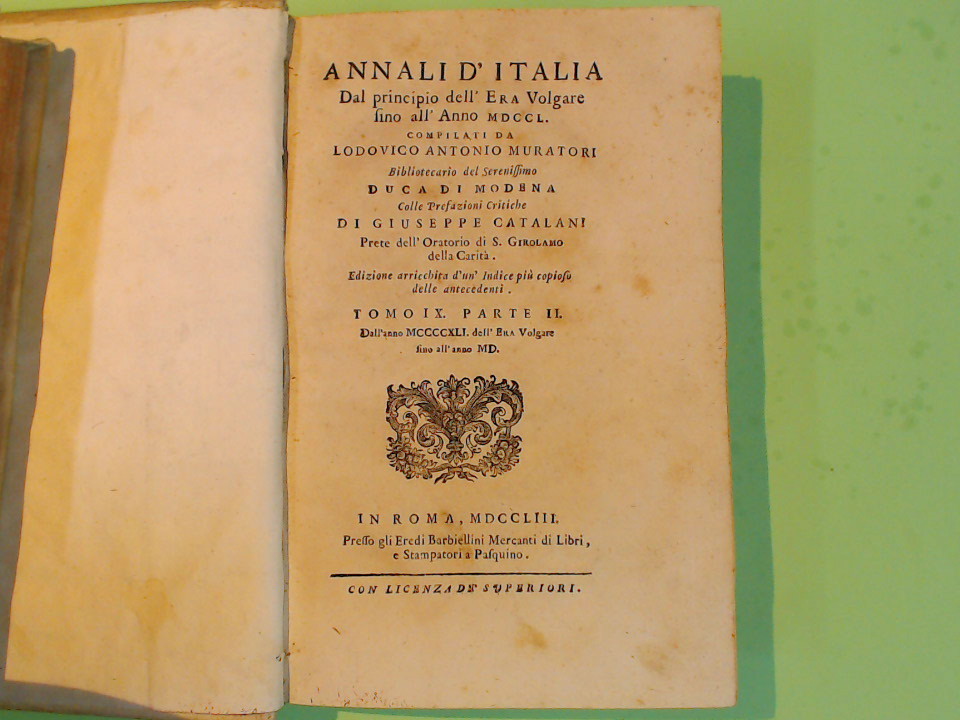 ANNALI D' ITALIA
Dal principio dell' ERA Volgare
sino all' Anno MDCCL.
COMPILATI DA
LODOVICO ANTONIO MURATORI
Bibliotecario del Serenissimo
DUCA DI MODENA
Colle Prefazioni Critiche
DI GIUSEPPE CATALANI
Prete dell' Oratorio di S. GIROLAMO
della Carità.
Edizione arricchita d'un' Indice più copioso
delle antecedenti.
TOMO IX. PARTE II.
Dall'anno MCCCCXLI. dell' ERA Volgare
sino all'anno MD.
IN ROMA, MDCCLIII.
Presso gli Eredi Barbiellini Mercanti di Libri,
e Stampatori a Pasquino.
CON LICENZA DE' SUPERIORI.